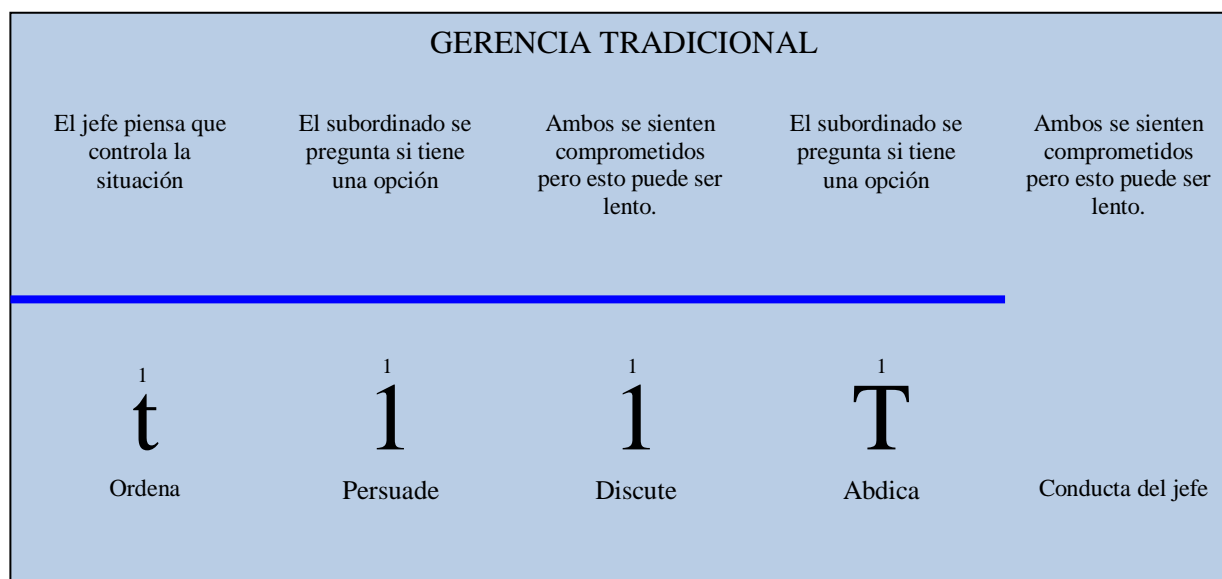 GERENCIA TRADICIONAL
El jefe piensa que
controla la
situación
El subordinado se
pregunta si tiene
una opción
Ambos se sienten
comprometidos
pero esto puede ser
lento.
El subordinado se
pregunta si tiene
una opción
Ambos se sienten
comprometidos
pero esto puede ser
lento.
1
t
Ordena
1
1
Persuade
1
1
Discute
1
T
Abdica
Conducta del jefe